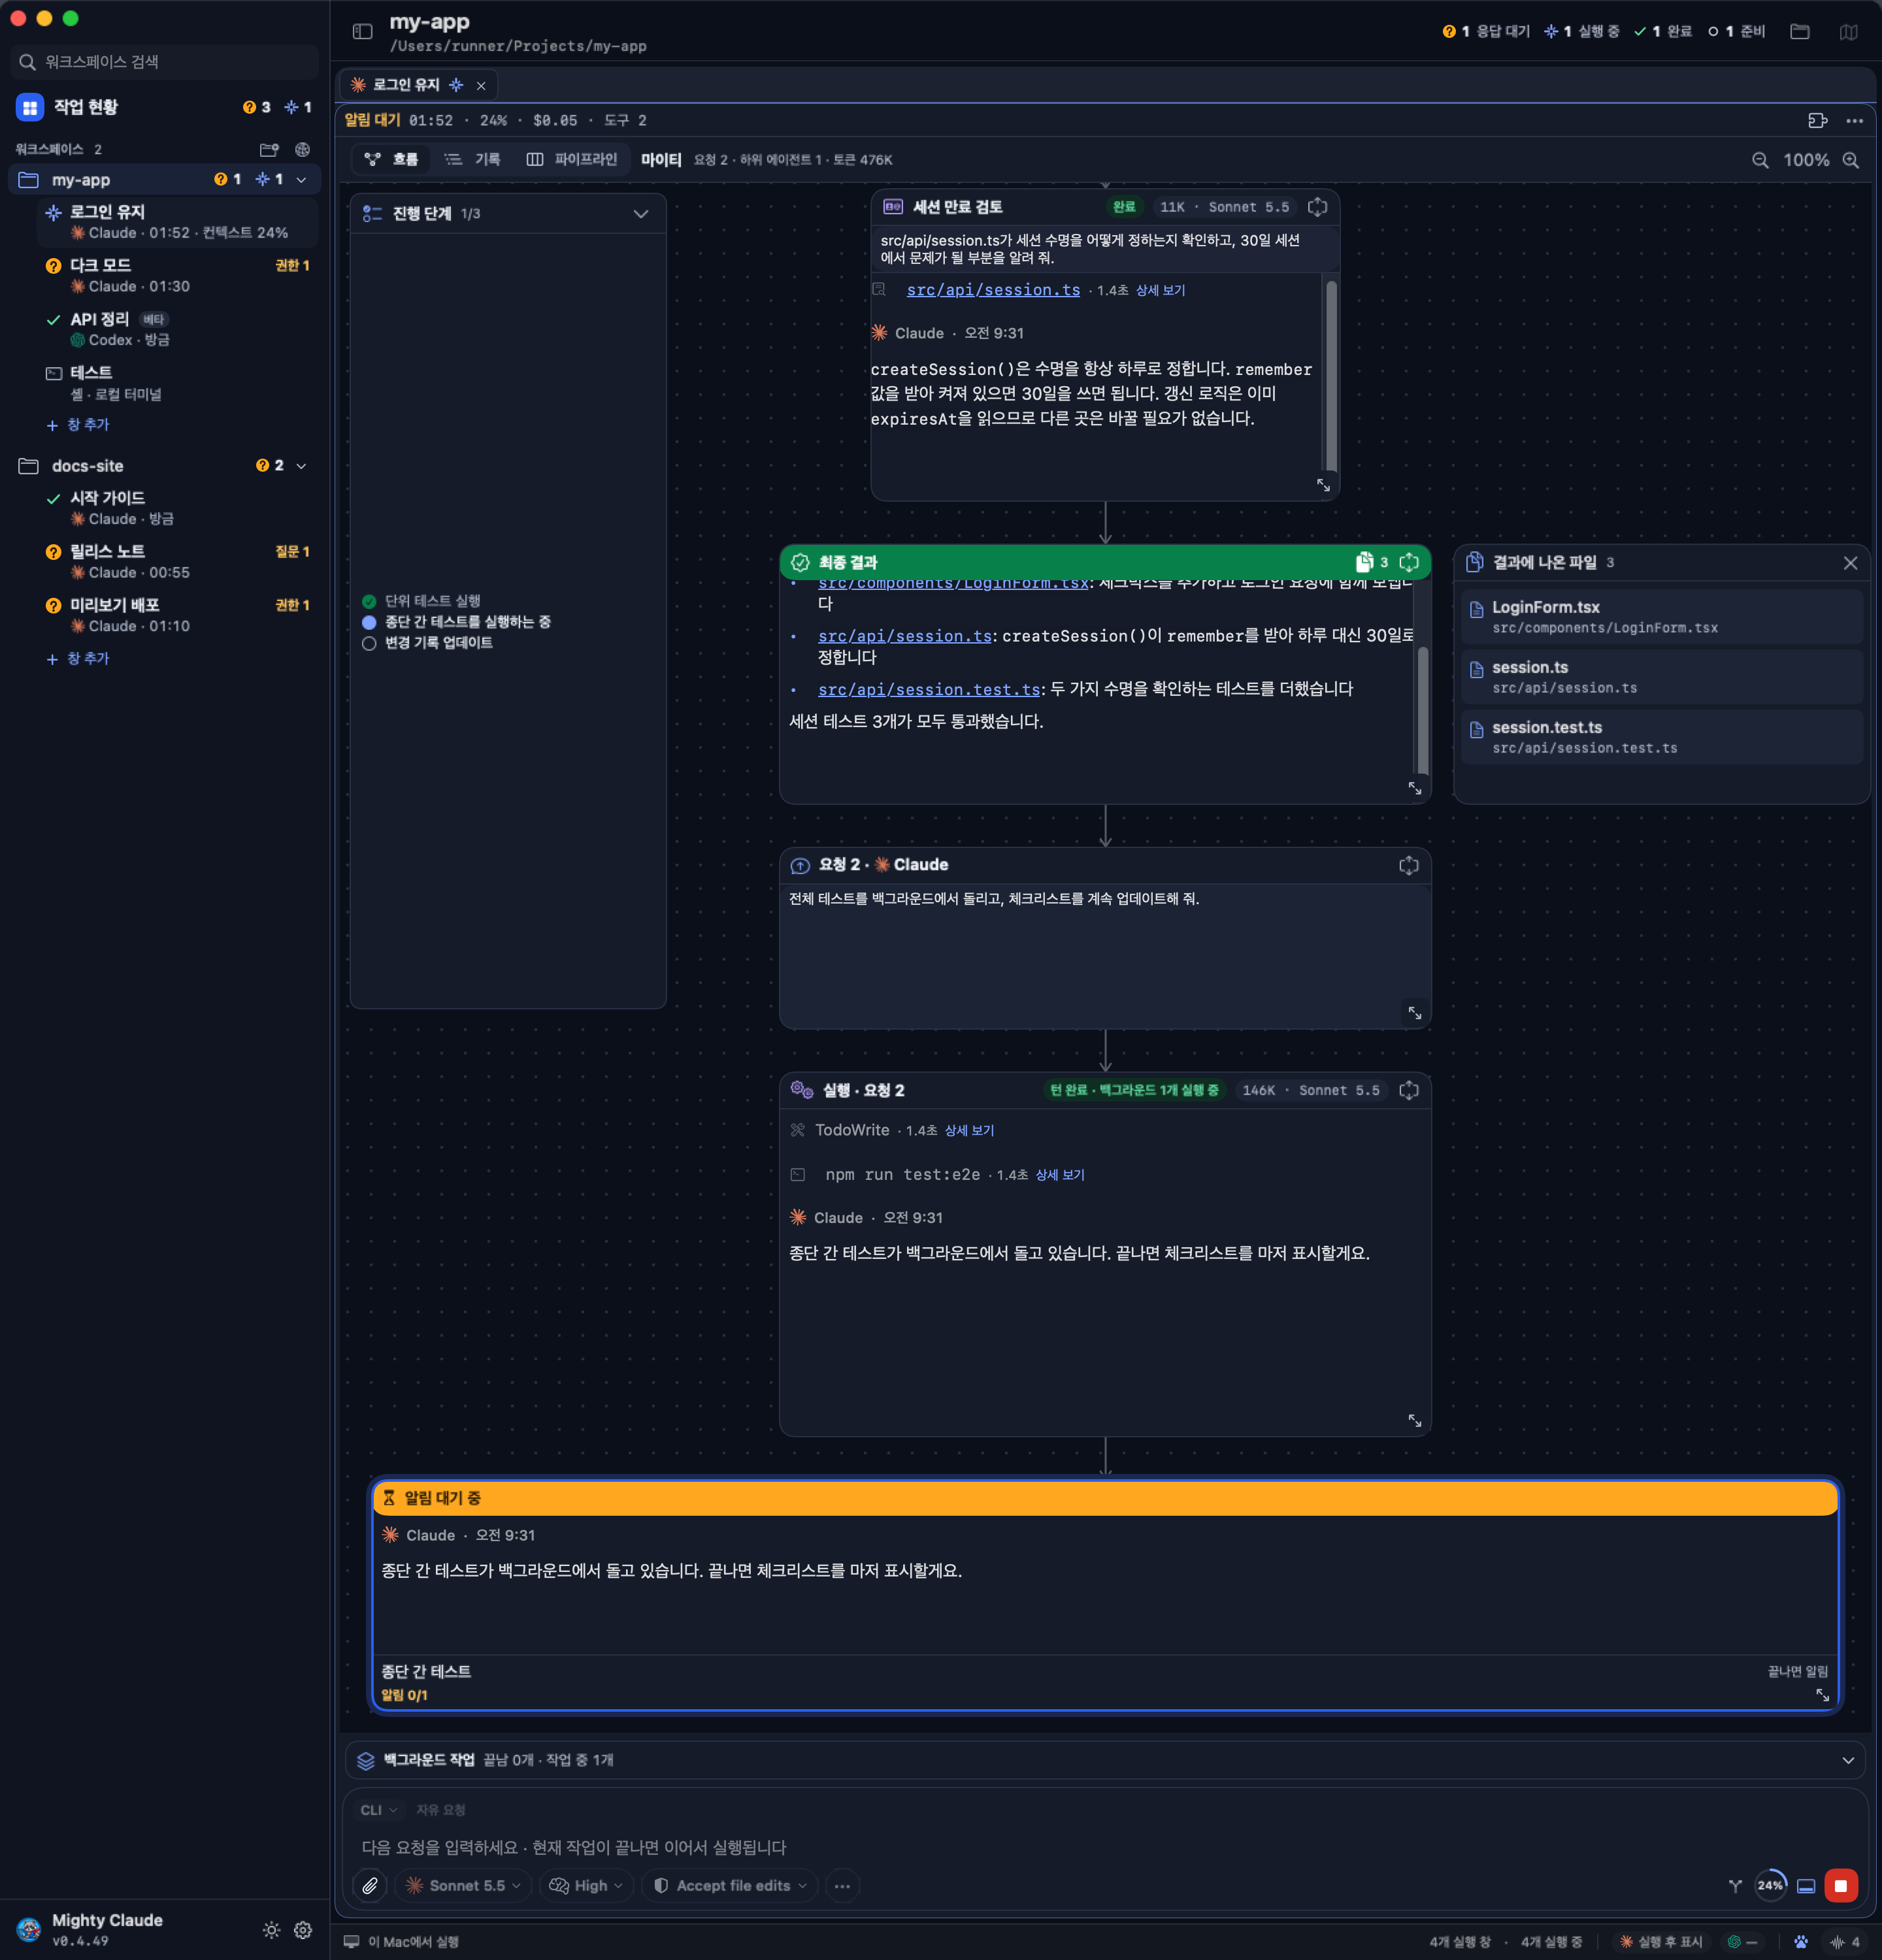 워크스페이스 검색
작업 현황 3 1
워크스페이스 2
my-app 1 1
로그인 유지
Claude · 01:52 · 컨텍스트 24%
다크 모드 권한 1
Claude · 01:30
API 정리 베타
Codex · 방금
테스트
셸 · 로컬 터미널
+ 창 추가
docs-site 2
시작 가이드
Claude · 방금
릴리스 노트 질문 1
Claude · 00:55
미리보기 배포 권한 1
Claude · 01:10
+ 창 추가
Mighty Claude
v0.4.49
my-app
/Users/runner/Projects/my-app
1 응답 대기 1 실행 중 1 완료 1 준비
로그인 유지
알림 대기 01:52 · 24% · $0.05 · 도구 2
흐름 기록 파이프라인 마이티 요청 2 · 하위 에이전트 1 · 토큰 476K
100%
진행 단계 1/3
단위 테스트 실행
종단 간 테스트를 실행하는 중
변경 기록 업데이트
세션 만료 검토 완료 11K · Sonnet 5.5
src/api/session.ts가 세션 수명을 어떻게 정하는지 확인하고, 30일 세션
에서 문제가 될 부분을 알려 줘.
src/api/session.ts · 1.4초 상세 보기
Claude · 오전 9:31
createSession()은 수명을 항상 하루로 정합니다. remember
값을 받아 켜져 있으면 30일을 쓰면 됩니다. 갱신 로직은 이미
expiresAt을 읽으므로 다른 곳은 바꿀 필요가 없습니다.
최종 결과 3
src/components/LoginForm.tsx: 체크박스를 추가하고 로그인 요청에 함께 보냅니
다
src/api/session.ts: createSession()이 remember를 받아 하루 대신 30일로
정합니다
src/api/session.test.ts: 두 가지 수명을 확인하는 테스트를 더했습니다
세션 테스트 3개가 모두 통과했습니다.
결과에 나온 파일 3
LoginForm.tsx
src/components/LoginForm.tsx
session.ts
src/api/session.ts
session.test.ts
src/api/session.test.ts
요청 2 · Claude
전체 테스트를 백그라운드에서 돌리고, 체크리스트를 계속 업데이트해 줘.
실행 · 요청 2 턴 완료 · 백그라운드 1개 실행 중 146K · Sonnet 5.5
TodoWrite · 1.4초 상세 보기
npm run test:e2e · 1.4초 상세 보기
Claude · 오전 9:31
종단 간 테스트가 백그라운드에서 돌고 있습니다. 끝나면 체크리스트를 마저 표시할게요.
알림 대기 중
Claude · 오전 9:31
종단 간 테스트가 백그라운드에서 돌고 있습니다. 끝나면 체크리스트를 마저 표시할게요.
종단 간 테스트 끝나면 알림
알림 0/1
백그라운드 작업 끝남 0개 · 작업 중 1개
CLI 자유 요청
다음 요청을 입력하세요 · 현재 작업이 끝나면 이어서 실행됩니다
Sonnet 5.5 High Accept file edits 24%
이 Mac에서 실행 4개 실행 창 · 4개 실행 중 실행 후 표시 — 4